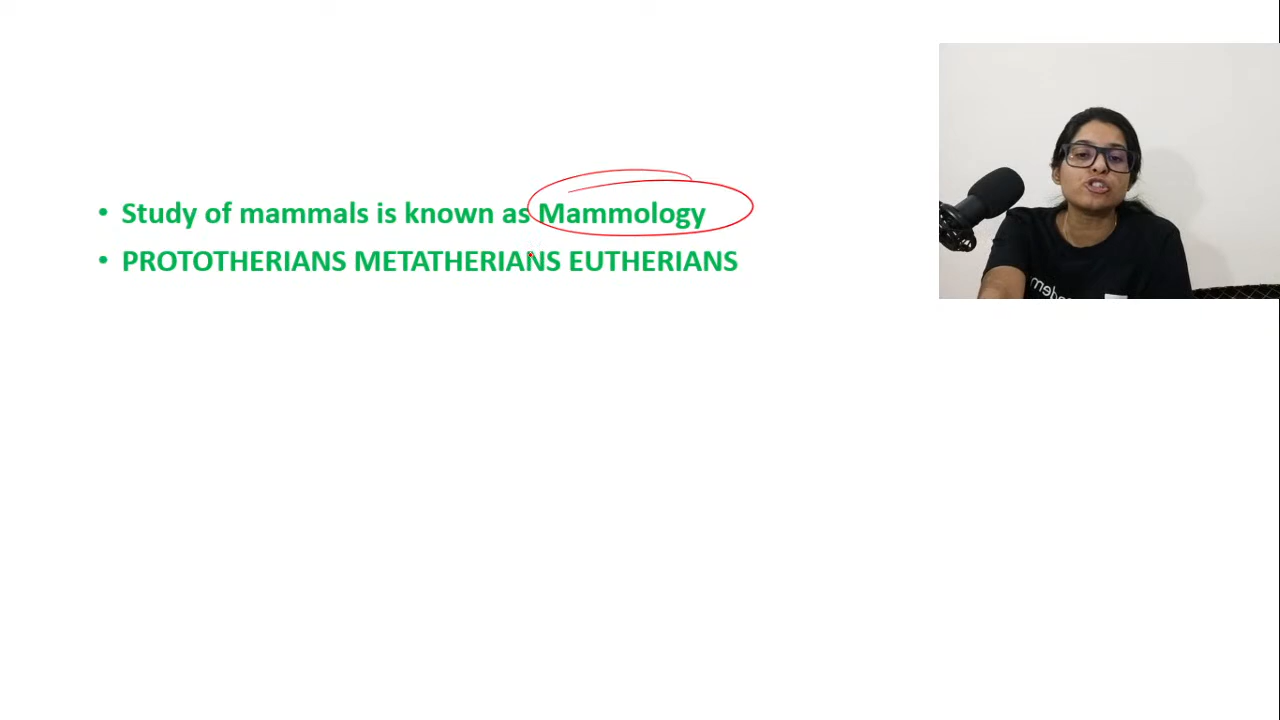 • Study of mammals is known as Mammology
• PROTOTHERIANS METATHERIANS EUTHERIANS